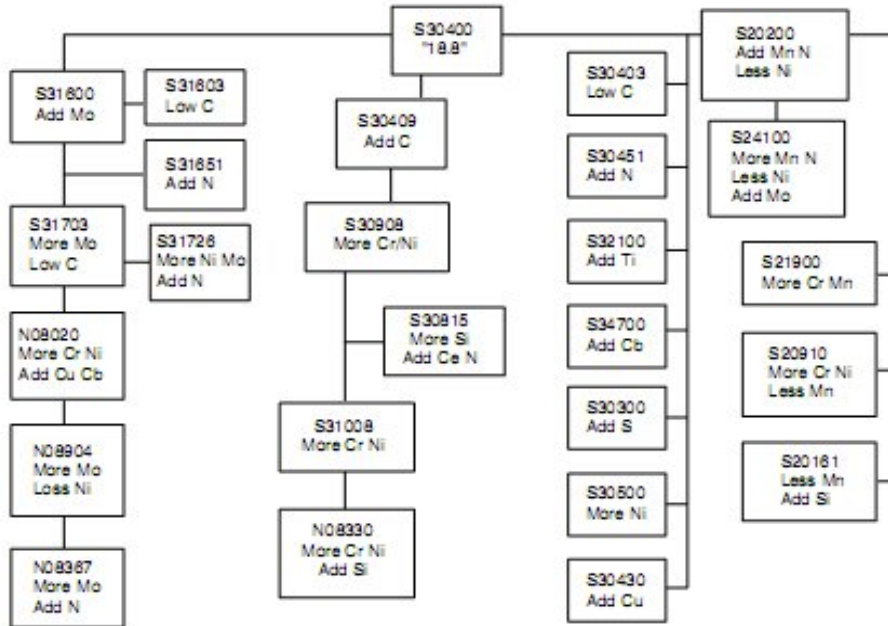 S30400
"18.8"
S31600
Add Mo
S31603
Low C
S31651
Add N
S31703
More Mo
Low C
S31726
More Ni Mo
Add N
N08020
More Cr Ni
Add Cu Cb
N08904
More Mo
Loss Ni
N08367
More Mo
Add N
S30409
Add C
S30908
More Cr/Ni
S30815
More Si
Add Ce N
S31008
More Cr Ni
N08330
More Cr Ni
Add Si
S30403
Low C
S30451
Add N
S32100
Add Ti
S34700
Add Cb
S30300
Add S
S30500
More Ni
S30430
Add Cu
S20200
Add Mn N
Less Ni
S24100
More Mn N
Less Ni
Add Mo
S21900
More Cr Mn
S20910
More Cr Ni
Less Mn
S20161
Less Mn
Add Si